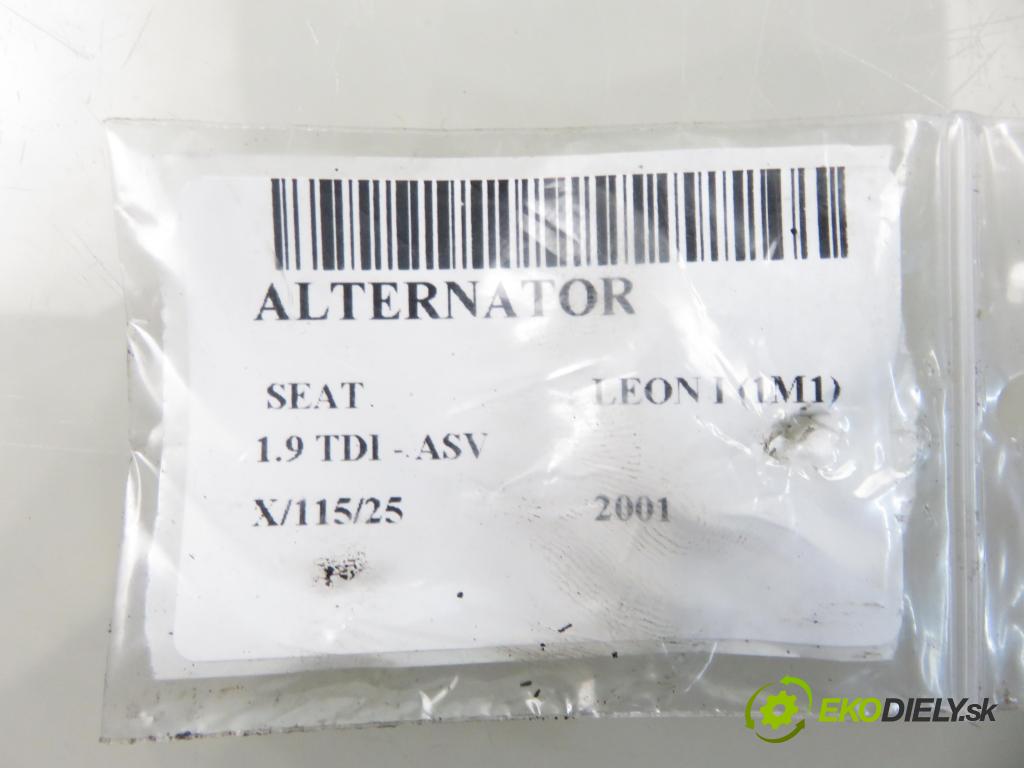 ALTERNATOR
SEAT LEON I (1M1)
1.9 TDI - ASV
X/115/25 2001
EKODIELY.sk